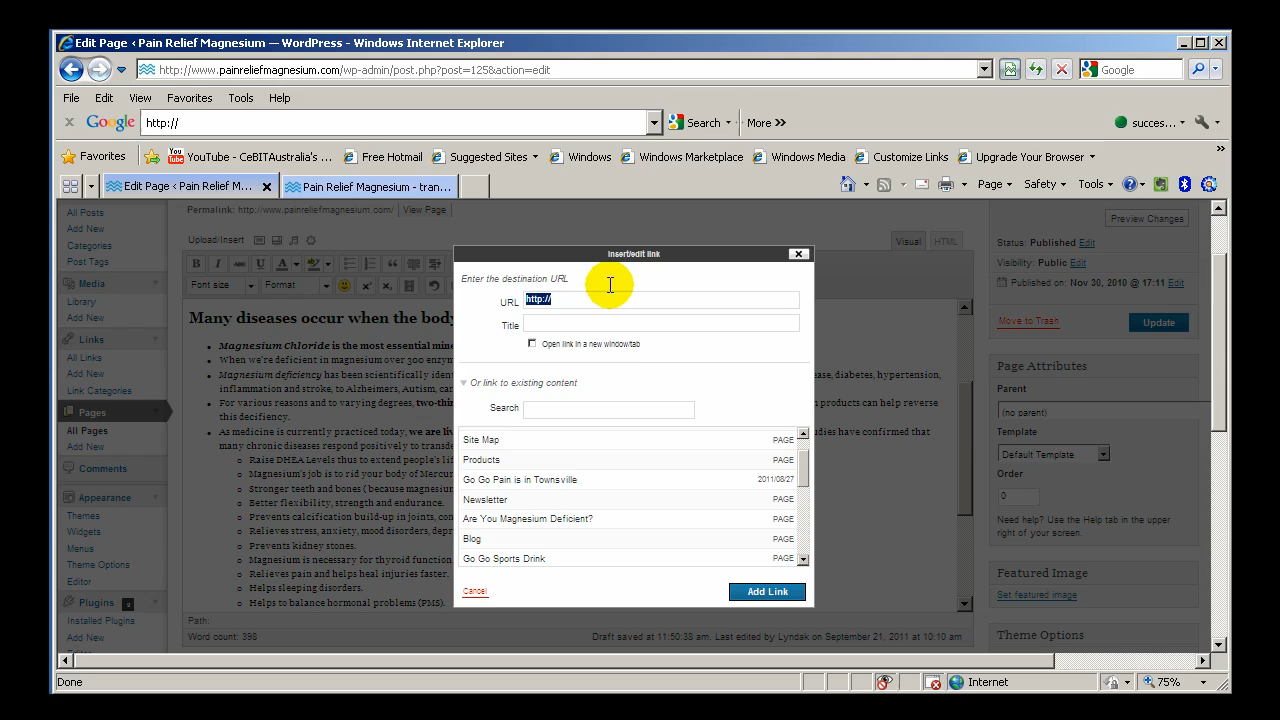 Edit Page ‹ Pain Relief Magnesium — WordPress - Windows Internet Explorer
http://www.painreliefmagnesium.com/wp-admin/post.php?post=125&action=edit
Google
File Edit View Favorites Tools Help
x Google http:// Search More >> succes...
Favorites YouTube - CeBITAustralia's ... Free Hotmail Suggested Sites Windows Windows Marketplace Windows Media Customize Links Upgrade Your Browser
Edit Page ‹ Pain Relief M... Pain Relief Magnesium - tran... Page Safety Tools
All Posts
Add New
Categories
Post Tags
Media
Library
Add New
Links
All Links
Add New
Link Categories
Pages
All Pages
Add New
Comments
Appearance
Themes
Widgets
Menus
Theme Options
Editor
Plugins 2
Installed Plugins
Add New
Permalink: http://www.painreliefmagnesium.com/ View Page
Upload/Insert Visual HTML
B I ABC U A
Font size Format
Many diseases occur when the body
Magnesium Chloride is the most
When we're deficient in magnesium over 300 enzym
Magnesium deficiency has been scientifically iden ase, diabetes, hypertension,
inflammation and stroke, to Alzheimers, Autism, ca
For various reasons and to varying degrees, two-thi n products can help reverse
this decifiency.
As medicine is currently practiced today, we are liv udies have confirmed that
many chronic diseases respond positively to transde
Raise DHEA Levels thus to extend people's life
Magnesium's job is to rid your body of Mercur
Stronger teeth and bones ( because magnesium
Better flexibility, strength and endurance.
Prevents calcification build-up in joints, con
Relieves stress, anxiety, mood disorders, depr
Prevents kidney stones.
Magnesium is necessary for thyroid function
Relieves pain and helps heal injuries faster.
Helps sleeping disorders.
Helps to balance hormonal problems (PMS).
Path:
Word count: 398 Draft saved at 11:50:38 am. Last edited by Lyndak on September 21, 2011 at 10:10 am
Insert/edit link
Enter the destination URL
URL http://
Title
Open link in a new window/tab
Or link to existing content
Search
Site Map PAGE
Products PAGE
Go Go Pain is in Townsville 2011/08/27
Newsletter PAGE
Are You Magnesium Deficient? PAGE
Blog PAGE
Go Go Sports Drink PAGE
Cancel Add Link
Preview Changes
Status: Published Edit
Visibility: Public Edit
Published on: Nov 30, 2010 @ 17:11 Edit
Move to Trash Update
Page Attributes
Parent
(no parent)
Template
Default Template
Order
0
Need help? Use the Help tab in the upper
right of your screen.
Featured Image
Set featured image
Theme Options
Done Internet 75%